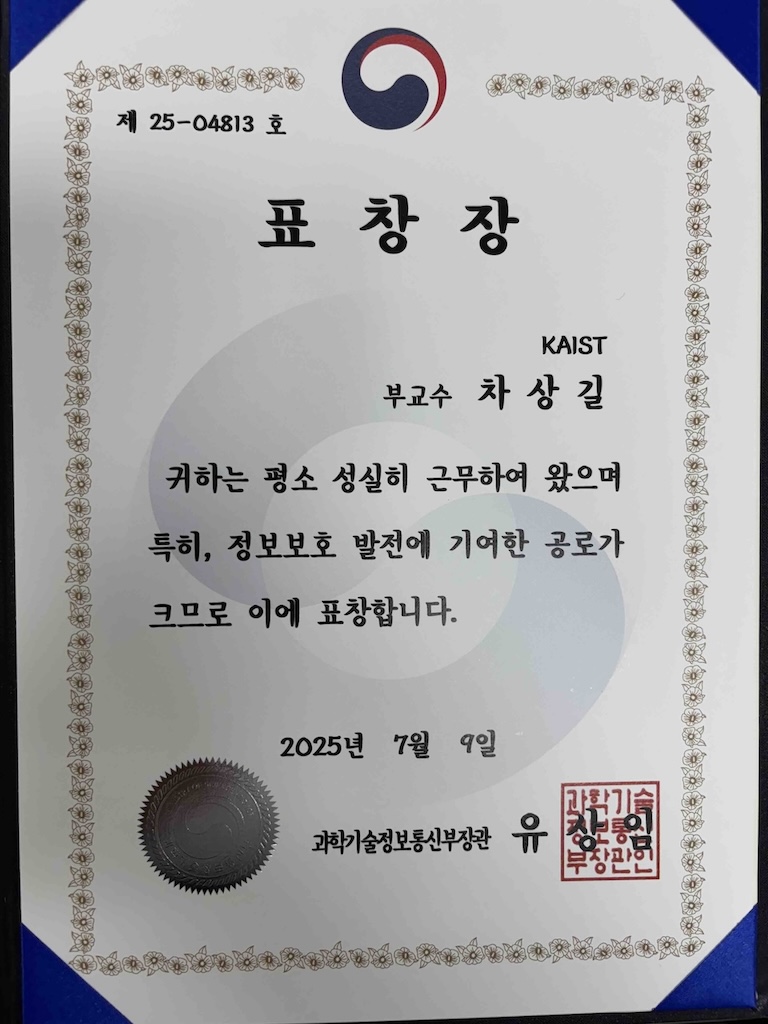 제 25-04813 호
표 창 장
KAIST
부교수 차 상 길
귀하는 평소 성실히 근무하여 왔으며
특히, 정보보호 발전에 기여한 공로가
크므로 이에 표창합니다.
2025년 7월 9일
과학기술정보통신부장관 유 상 임
과학기술
정보통신
부장관인